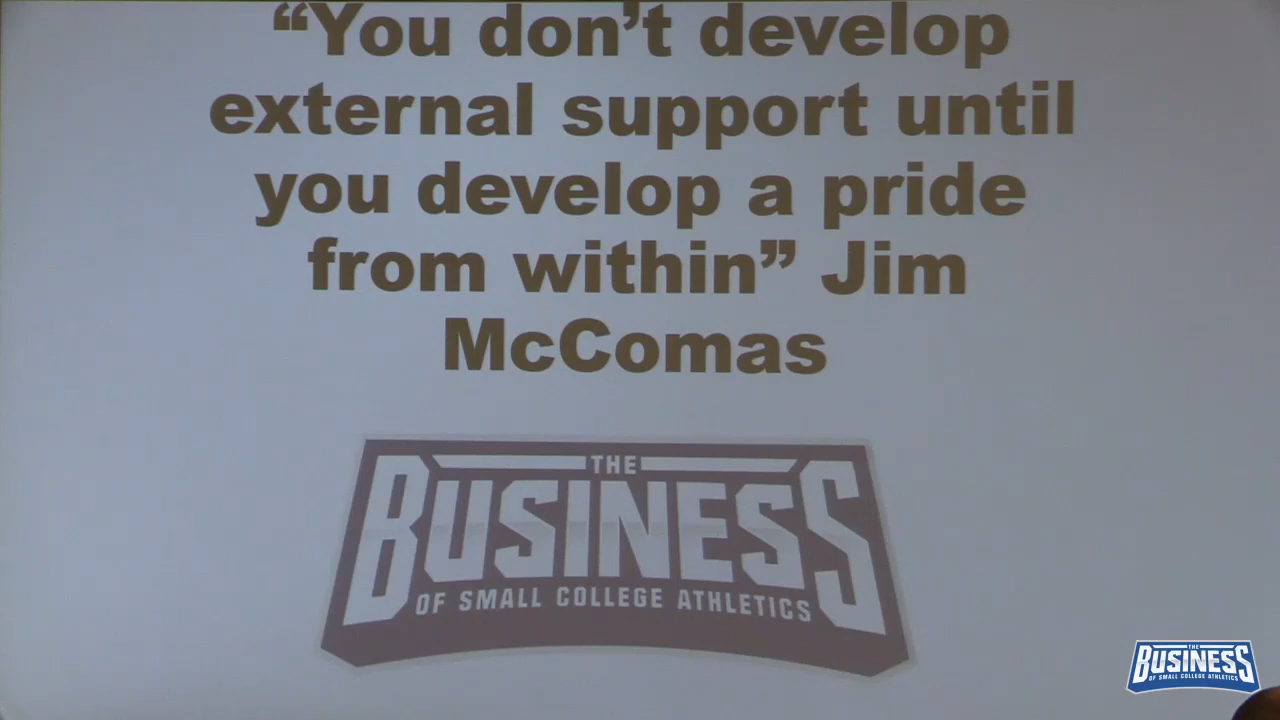 “You don’t develop
external support until
you develop a pride
from within” Jim
McComas
THE
BUSINESS
OF SMALL COLLEGE ATHLETICS
THE
BUSINESS
OF SMALL COLLEGE ATHLETICS